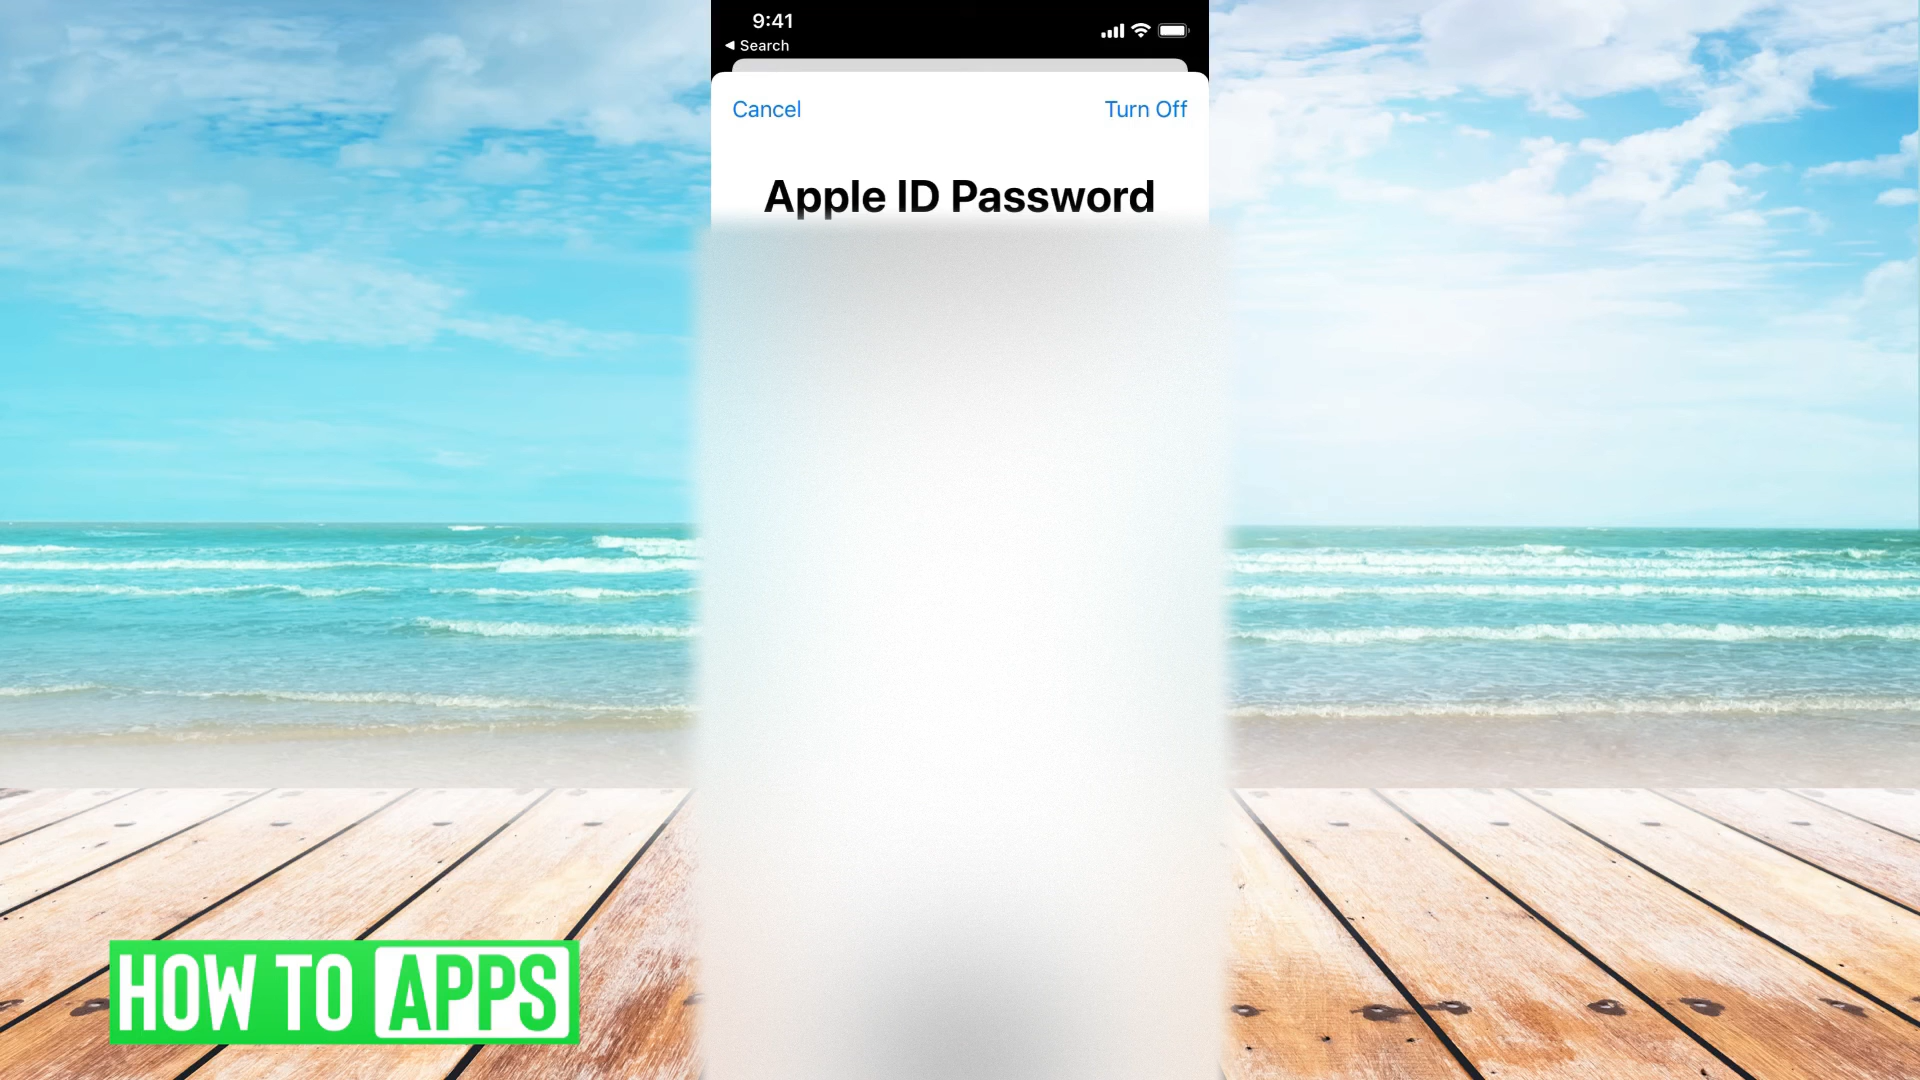 9:41
◀ Search
Cancel
Turn Off
Apple ID Password
HOW TO APPS